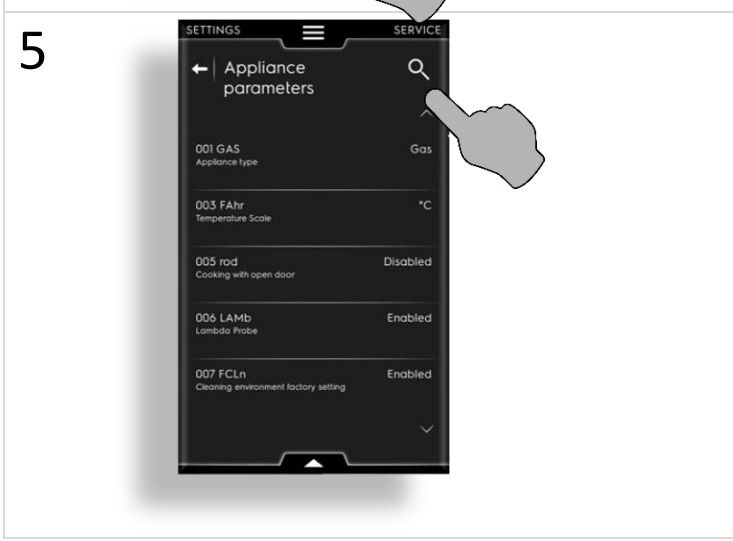 5
SETTINGS SERVICE
Appliance
parameters
001 GAS Gas
Appliance type
003 FAhr °C
Temperature Scale
005 rod Disabled
Cooking with open door
006 LAMb Enabled
Lambda Probe
007 FCLn Enabled
Cleaning environment factory setting